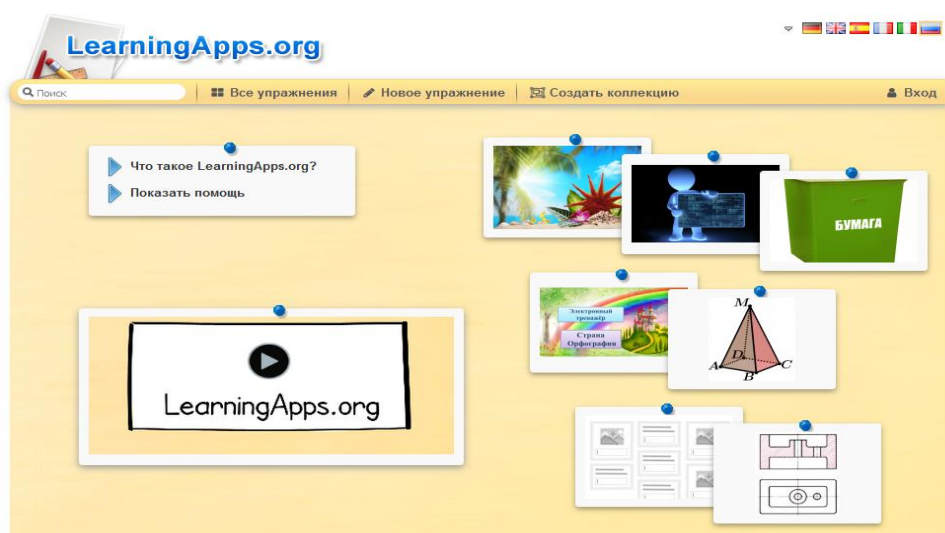 LearningApps.org
Поиск
Все упражнения
Новое упражнение
Создать коллекцию
Вход
Что такое LearningApps.org?
Показать помощь
БУМАГА
Электронный
тренажёр
Страна
Орфография
M
A
D
C
B
LearningApps.org